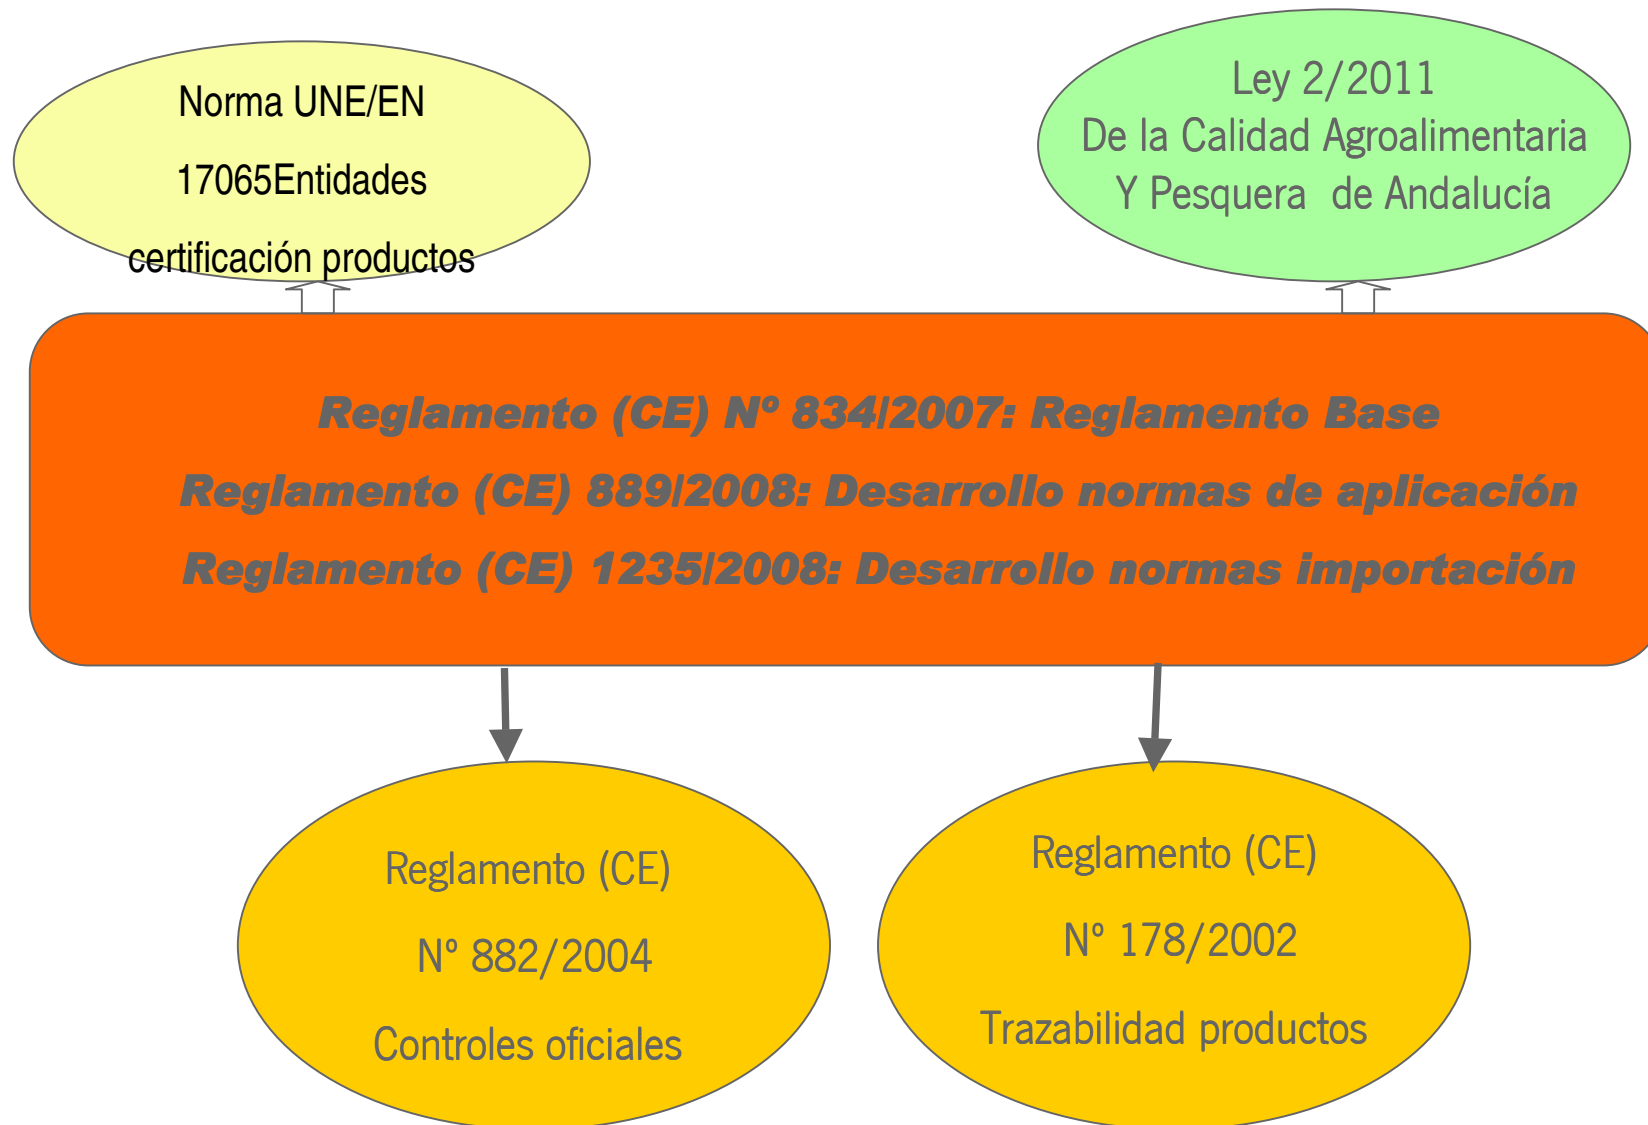 Norma UNE/EN
17065Entidades
certificación productos
Ley 2/2011
De la Calidad Agroalimentaria
Y Pesquera  de Andalucía
Reglamento (CE) Nº 834/2007: Reglamento Base
Reglamento (CE) 889/2008: Desarrollo normas de aplicación
Reglamento (CE) 1235/2008: Desarrollo normas importación
Reglamento (CE)
Nº 882/2004
Controles oficiales
Reglamento (CE)
Nº 178/2002
Trazabilidad productos